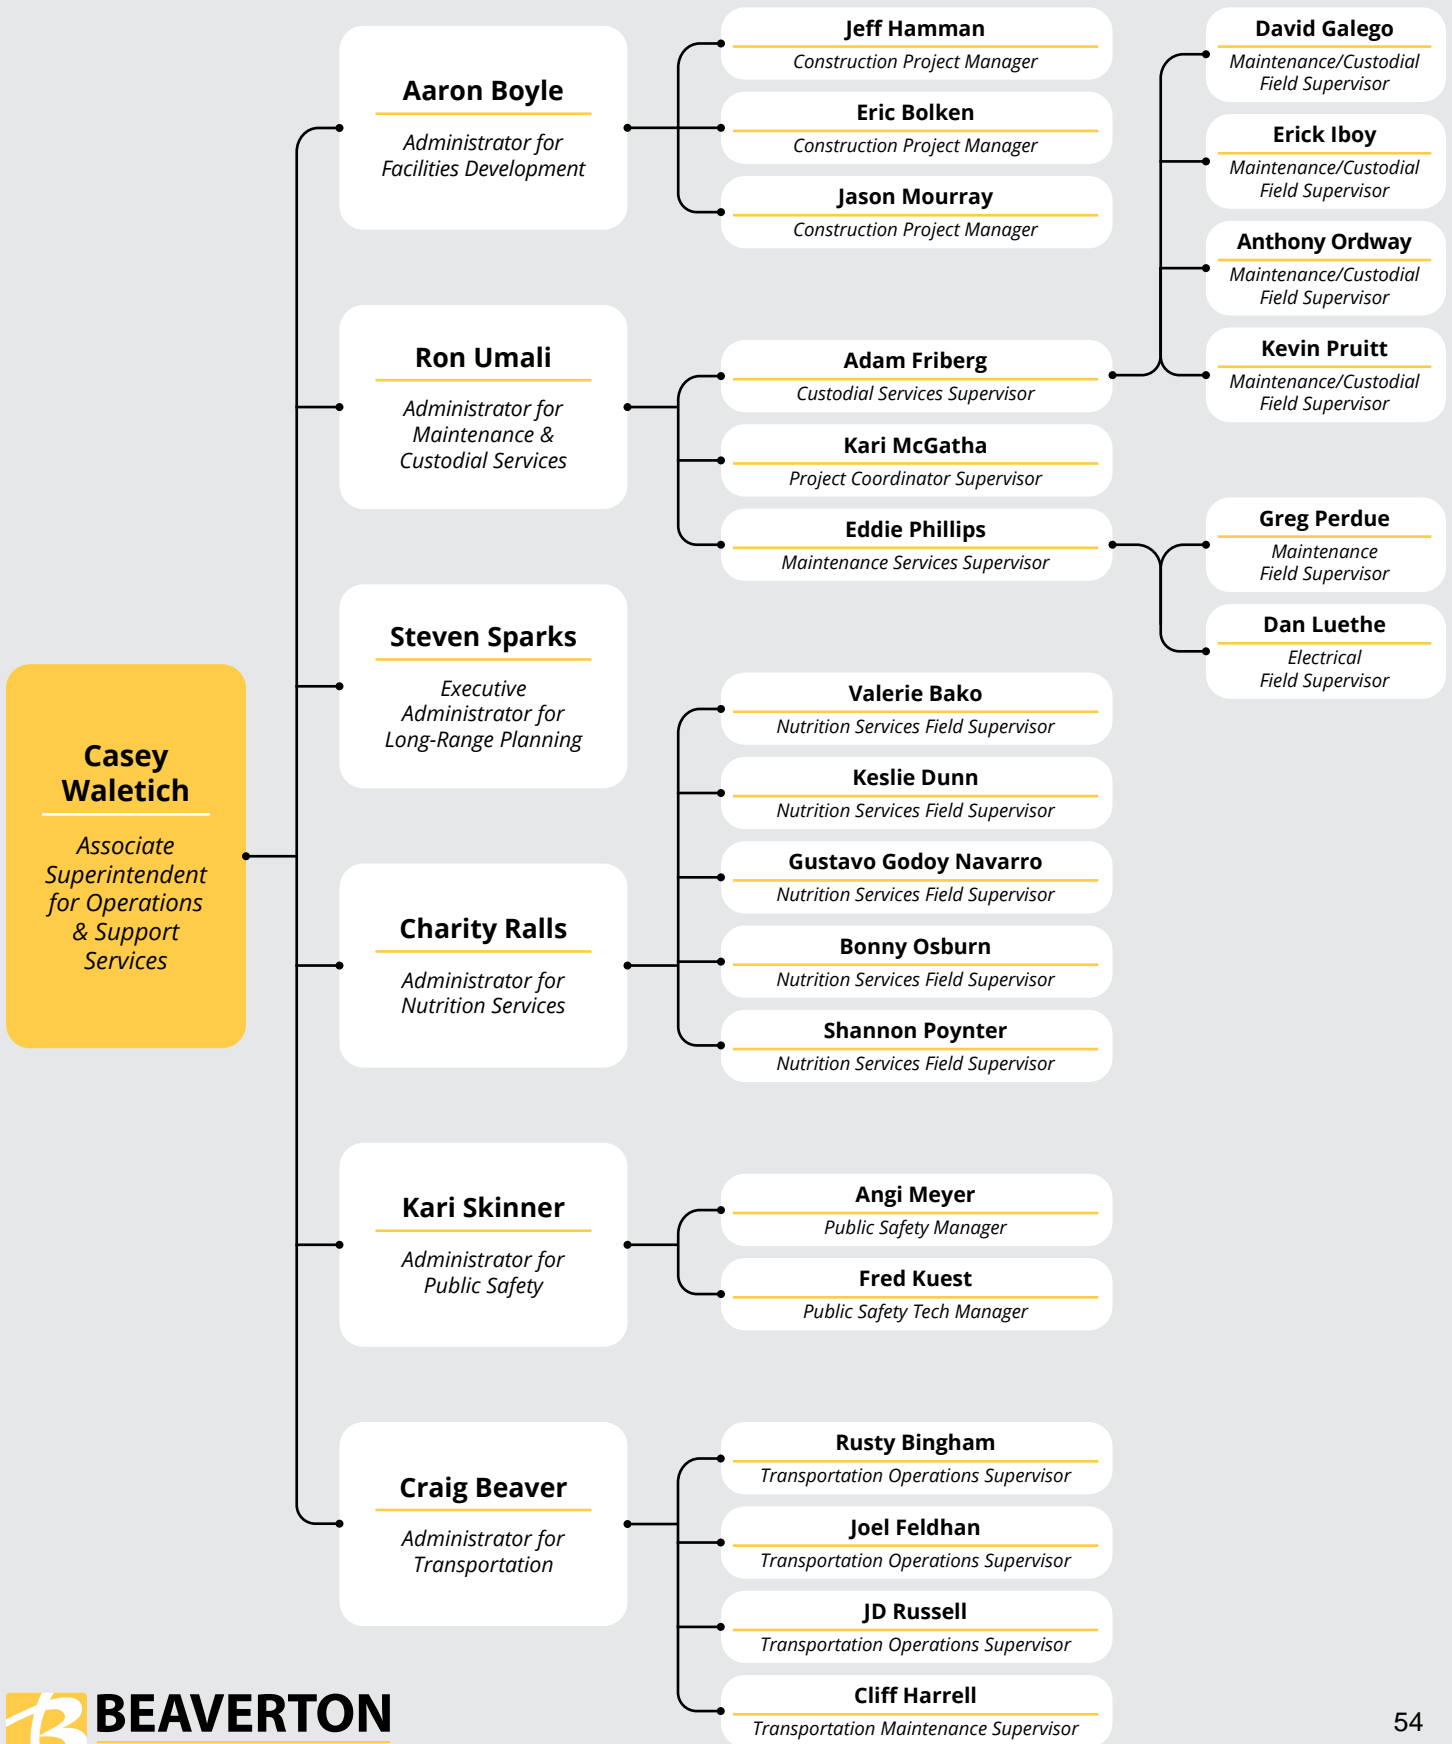 Casey
Waletich
Associate
Superintendent
for Operations
& Support
Services
Aaron Boyle
Administrator for
Facilities Development
Jeff Hamman
Construction Project Manager
Eric Bolken
Construction Project Manager
Jason Mourray
Construction Project Manager
Ron Umali
Administrator for
Maintenance &
Custodial Services
Adam Friberg
Custodial Services Supervisor
David Galego
Maintenance/Custodial
Field Supervisor
Erick Iboy
Maintenance/Custodial
Field Supervisor
Anthony Ordway
Maintenance/Custodial
Field Supervisor
Kevin Pruitt
Maintenance/Custodial
Field Supervisor
Kari McGatha
Project Coordinator Supervisor
Eddie Phillips
Maintenance Services Supervisor
Greg Perdue
Maintenance
Field Supervisor
Dan Luethe
Electrical
Field Supervisor
Steven Sparks
Executive
Administrator for
Long-Range Planning
Charity Ralls
Administrator for
Nutrition Services
Valerie Bako
Nutrition Services Field Supervisor
Keslie Dunn
Nutrition Services Field Supervisor
Gustavo Godoy Navarro
Nutrition Services Field Supervisor
Bonny Osburn
Nutrition Services Field Supervisor
Shannon Poynter
Nutrition Services Field Supervisor
Kari Skinner
Administrator for
Public Safety
Angi Meyer
Public Safety Manager
Fred Kuest
Public Safety Tech Manager
Craig Beaver
Administrator for
Transportation
Rusty Bingham
Transportation Operations Supervisor
Joel Feldhan
Transportation Operations Supervisor
JD Russell
Transportation Operations Supervisor
Cliff Harrell
Transportation Maintenance Supervisor
B BEAVERTON
54